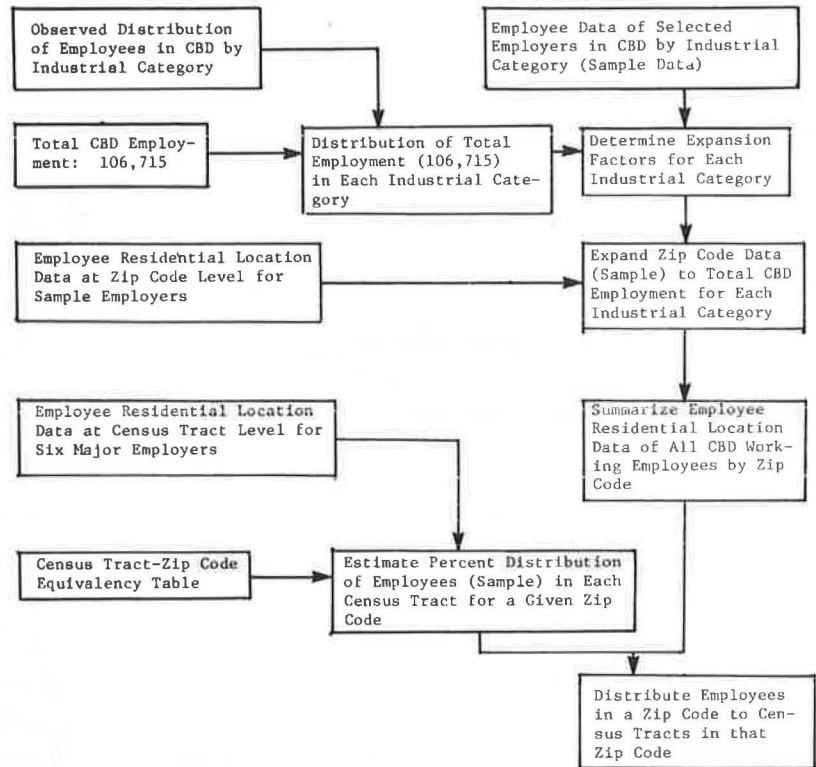 Observed Distribution
of Employees in CBD by
Industrial Category
Employee Data of Selected
Employers in CBD by Industrial
Category (Sample Data)
Total CBD Employ-
ment: 106,715
Distribution of Total
Employment (106,715)
in Each Industrial Cate-
gory
Determine Expansion
Factors for Each
Industrial Category
Employee Residential Location
Data at Zip Code Level for
Sample Employers
Expand Zip Code Data
(Sample) to Total CBD
Employment for Each
Industrial Category
Employee Residential Location
Data at Census Tract Level for
Six Major Employers
Summarize Employee
Residential Location
Data of All CBD Work-
ing Employees by Zip
Code
Census Tract-Zip Code
Equivalency Table
Estimate Percent Distribution
of Employees (Sample) in Each
Census Tract for a Given Zip
Code
Distribute Employees
in a Zip Code to Cen-
sus Tracts in that
Zip Code